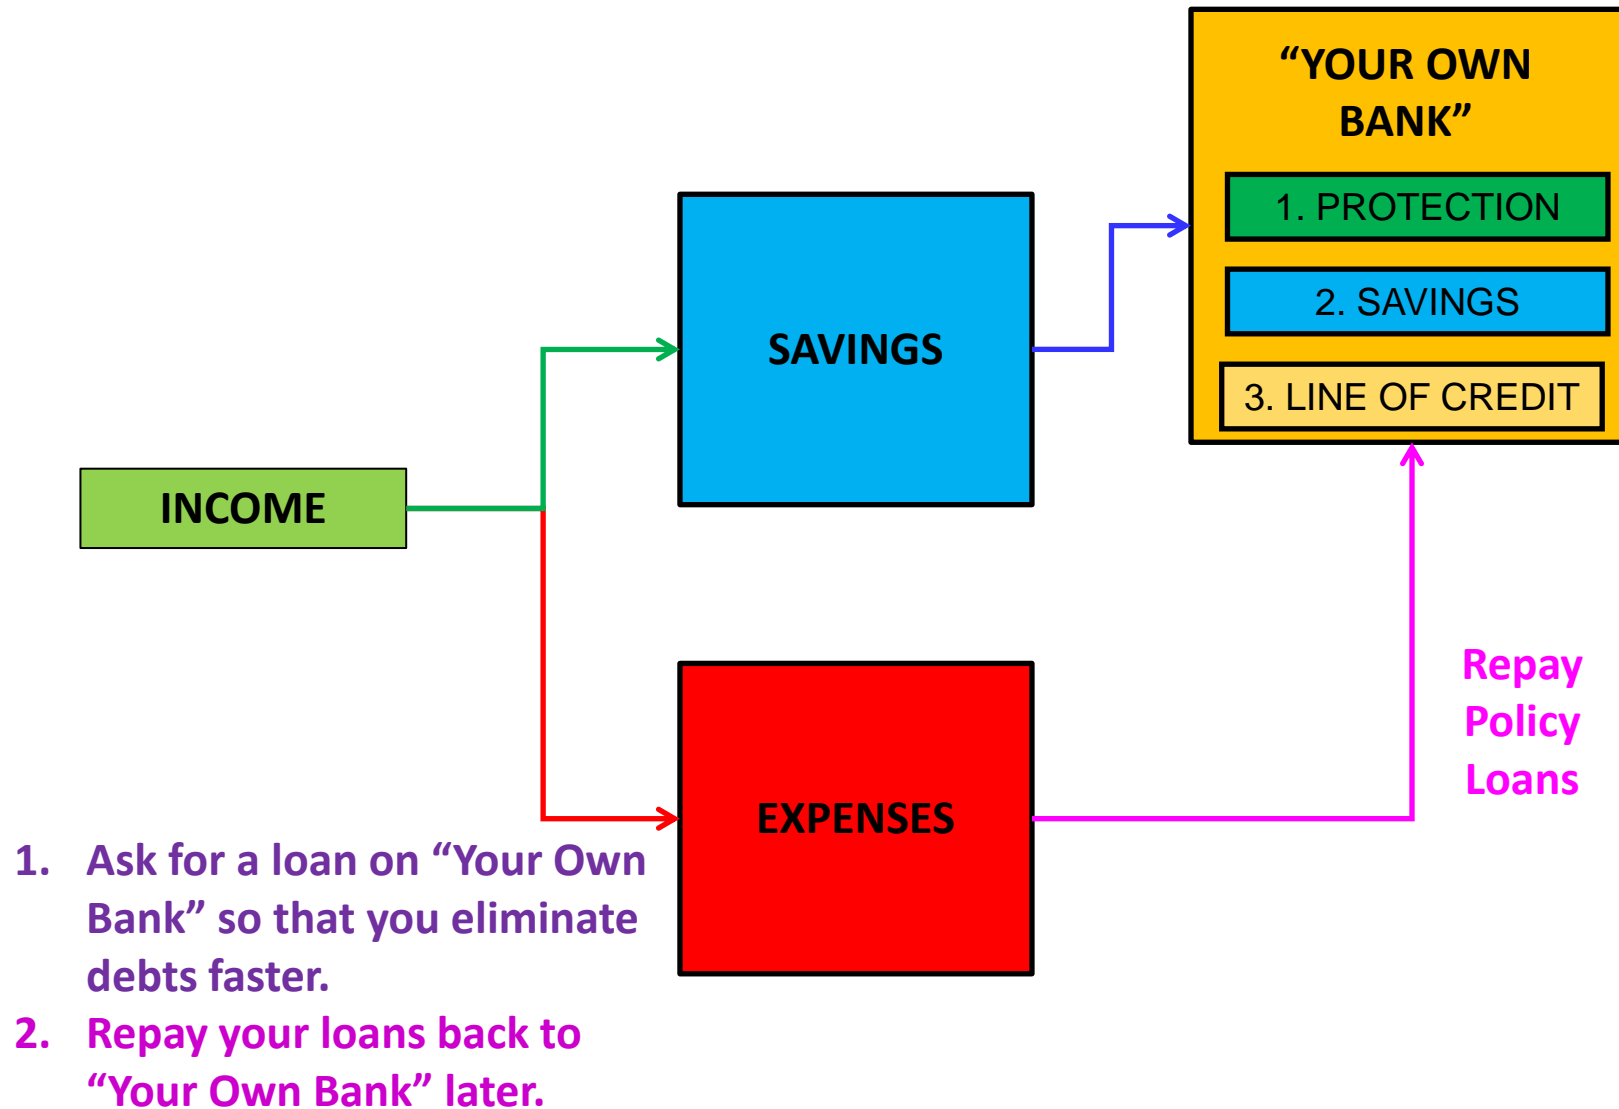 “YOUR OWN
BANK”
1. PROTECTION
2. SAVINGS
3. LINE OF CREDIT
SAVINGS
INCOME
EXPENSES
Repay
Policy
Loans
1. Ask for a loan on “Your Own
Bank” so that you eliminate
debts faster.
2. Repay your loans back to
“Your Own Bank” later.